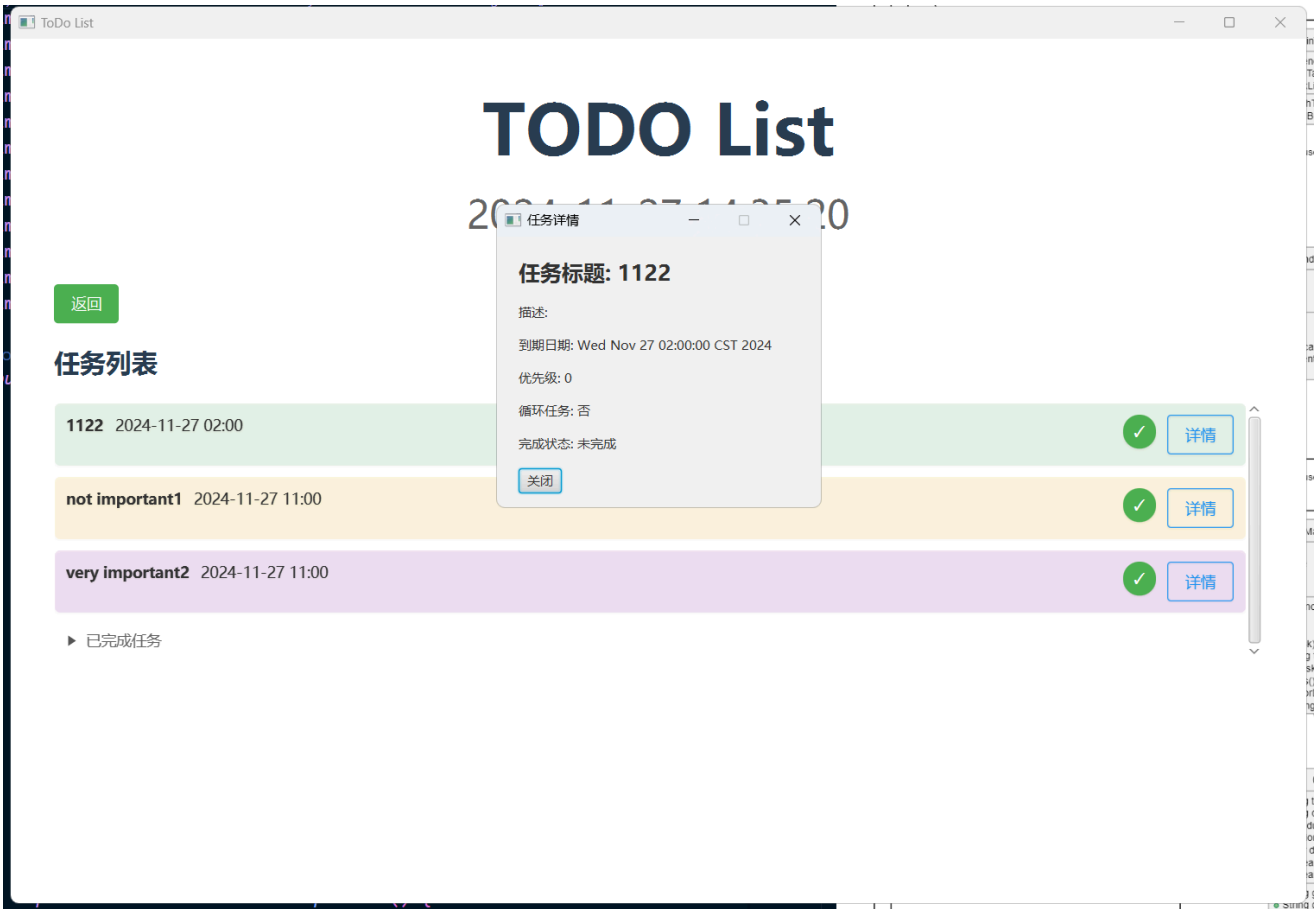 ToDo List
TODO List
任务详情
任务标题: 1122
描述:
到期日期: Wed Nov 27 02:00:00 CST 2024
优先级: 0
循环任务: 否
完成状态: 未完成
关闭
返回
任务列表
1122 2024-11-27 02:00
✓ 详情
not important1 2024-11-27 11:00
✓ 详情
very important2 2024-11-27 11:00
✓ 详情
▶ 已完成任务